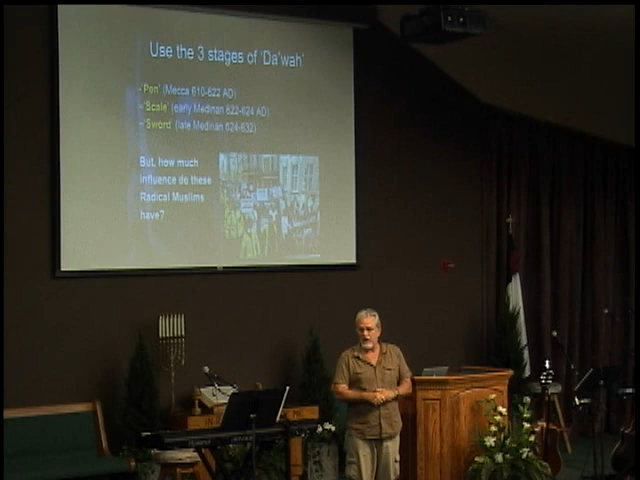 Use the 3 stages of 'Da'wah'
- 'Pen' (Mecca 610-622 AD)
- 'Scale' (early Medinan 622-624 AD)
- 'Sword' (late Medinan 624-632)
But, how much
influence do these
Radical Muslims
have?